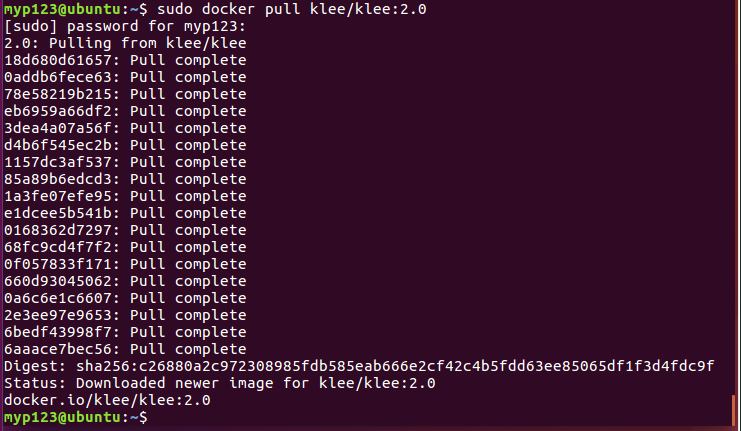 myp123@ubuntu:~$ sudo docker pull klee/klee:2.0
[sudo] password for myp123:
2.0: Pulling from klee/klee
18d680d61657: Pull complete
0addb6fece63: Pull complete
78e58219b215: Pull complete
eb6959a66df2: Pull complete
3dea4a07a56f: Pull complete
d4b6f545ec2b: Pull complete
1157dc3af537: Pull complete
85a89b6edcd3: Pull complete
1a3fe07efe95: Pull complete
e1dcee5b541b: Pull complete
0168362d7297: Pull complete
68fc9cd4f7f2: Pull complete
0f057833f171: Pull complete
660d93045062: Pull complete
0a6c6e1c6607: Pull complete
2e3ee97e9653: Pull complete
6bedf43998f7: Pull complete
6aaace7bec56: Pull complete
Digest: sha256:c26880a2c972308985fdb585eab666e2cf42c4b5fdd63ee85065df1f3d4fdc9f
Status: Downloaded newer image for klee/klee:2.0
docker.io/klee/klee:2.0
myp123@ubuntu:~$